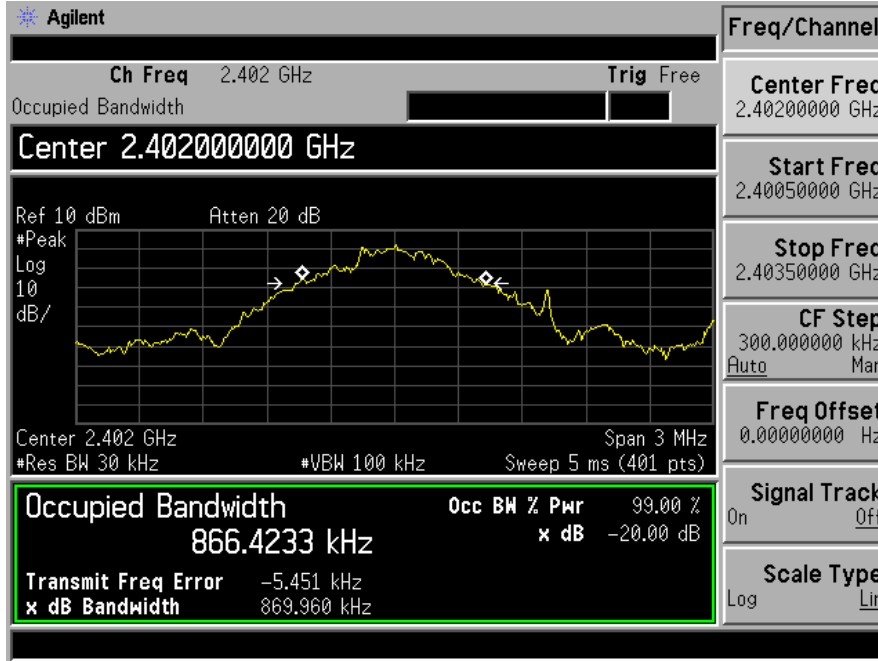 Agilent
Freq/Channel
Ch Freq 2.402 GHz Trig Free
Occupied Bandwidth
Center 2.402000000 GHz
Ref 10 dBm Atten 20 dB
#Peak
Log
10
dB/
Center 2.402 GHz Span 3 MHz
#Res BW 30 kHz #VBW 100 kHz Sweep 5 ms (401 pts)
Occupied Bandwidth
866.4233 kHz
Occ BW % Pwr 99.00 %
x dB -20.00 dB
Transmit Freq Error -5.451 kHz
x dB Bandwidth 869.960 kHz
Center Freq
2.40200000 GHz
Start Freq
2.40050000 GHz
Stop Freq
2.40350000 GHz
CF Step
300.000000 kHz
Auto Man
Freq Offset
0.00000000 Hz
Signal Track
On Off
Scale Type
Log Lin